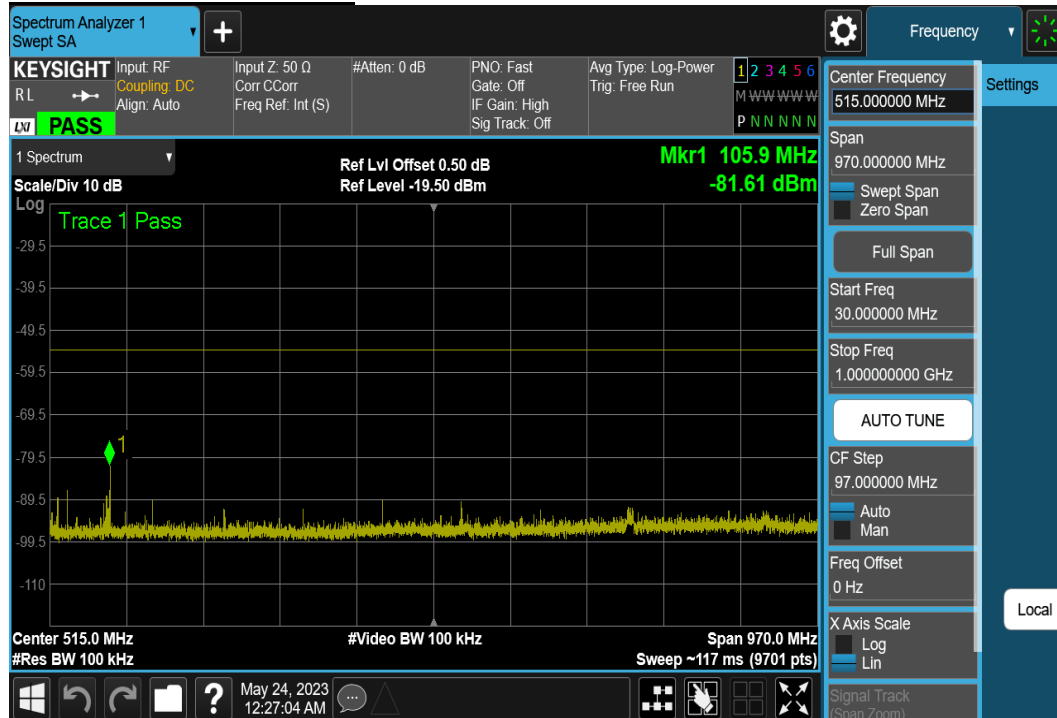 Spectrum Analyzer 1
Swept SA
+
Frequency
KEYSIGHT
RL
LXI PASS
Input: RF
Coupling: DC
Align: Auto
Input Z: 50 Ω
Corr CCorr
Freq Ref: Int (S)
#Atten: 0 dB
PNO: Fast
Gate: Off
IF Gain: High
Sig Track: Off
Avg Type: Log-Power
Trig: Free Run
1 2 3 4 5 6
M W W W W W
P N N N N N
1 Spectrum
Scale/Div 10 dB
Ref Lvl Offset 0.50 dB
Ref Level -19.50 dBm
Mkr1 105.9 MHz
-81.61 dBm
Log
Trace 1 Pass
-29.5
-39.5
-49.5
-59.5
-69.5
1
-79.5
-89.5
-99.5
-110
Center 515.0 MHz
#Res BW 100 kHz
#Video BW 100 kHz
Span 970.0 MHz
Sweep ~117 ms (9701 pts)
?
May 24, 2023
12:27:04 AM
Center Frequency
515.000000 MHz
Span
970.000000 MHz
Swept Span
Zero Span
Full Span
Start Freq
30.000000 MHz
Stop Freq
1.000000000 GHz
AUTO TUNE
CF Step
97.000000 MHz
Auto
Man
Freq Offset
0 Hz
X Axis Scale
Log
Lin
Signal Track
(Span Zoom)
Settings
Local